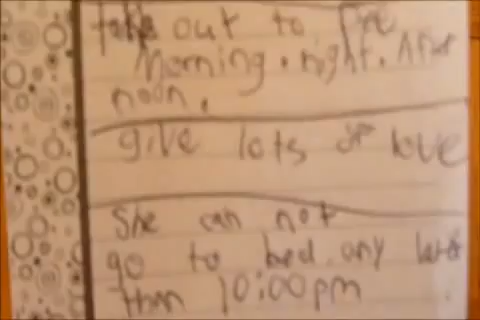 take out to pee
Morning. night. After
noon.
give lots of love
She can not
go to bed any later
than 10:00pm